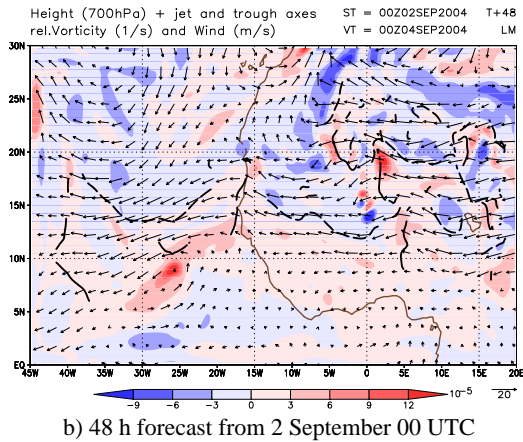 Height (700hPa) + jet and trough axes ST = 00Z02SEP2004 T+48
rel.Vorticity (1/s) and Wind (m/s) VT = 00Z04SEP2004 LM
30N
25N
20N
15N
10N
5N
EQ
45W 40W 35W 30W 25W 20W 15W 10W 5W 0 5E 10E 15E 20E
-9 -6 -3 0 3 6 9 12 10^-5 20
b) 48 h forecast from 2 September 00 UTC